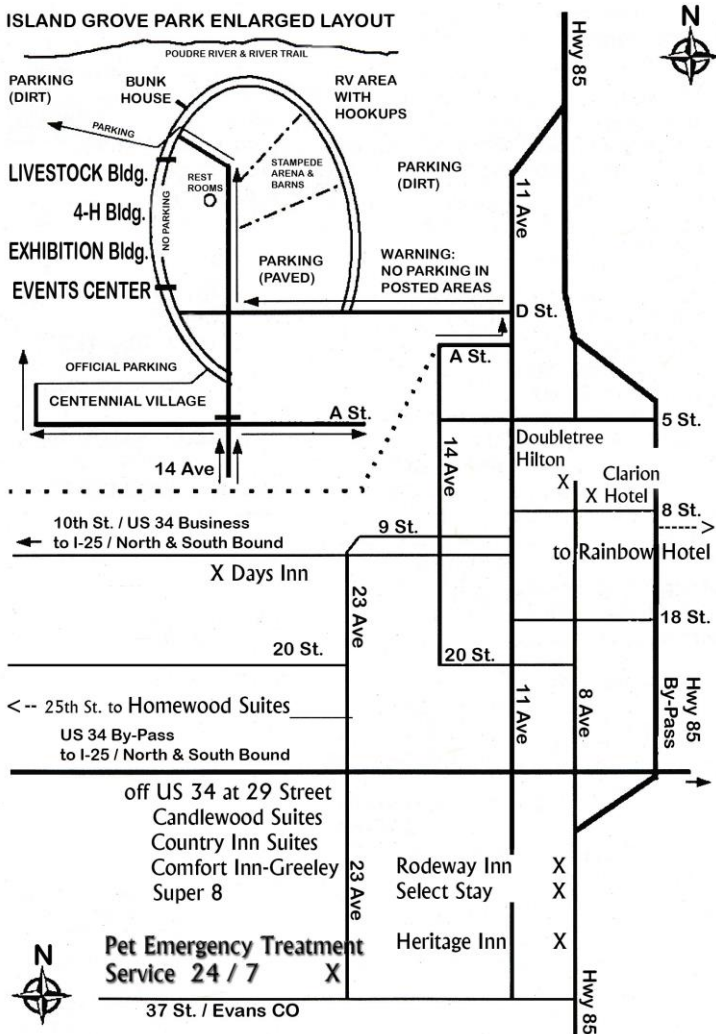 ISLAND GROVE PARK ENLARGED LAYOUT
N
POUDRE RIVER & RIVER TRAIL
Hwy 85
PARKING
(DIRT)
BUNK
HOUSE
RV AREA
WITH
HOOKUPS
PARKING
LIVESTOCK Bldg.
REST
ROOMS
STAMPEDE
ARENA &
BARNS
PARKING
(DIRT)
11 Ave
4-H Bldg.
NO PARKING
EXHIBITION Bldg.
PARKING
(PAVED)
WARNING:
NO PARKING IN
POSTED AREAS
EVENTS CENTER
D St.
A St.
OFFICIAL PARKING
CENTENNIAL VILLAGE
A St.
5 St.
14 Ave
14 Ave
Doubletree
Hilton
X
Clarion
X Hotel
8 St.
10th St. / US 34 Business
to I-25 / North & South Bound
9 St.
----->
to Rainbow Hotel
X Days Inn
23 Ave
18 St.
20 St.
20 St.
<-- 25th St. to Homewood Suites
11 Ave
8 Ave
Hwy 85
By-Pass
US 34 By-Pass
to I-25 / North & South Bound
off US 34 at 29 Street
Candlewood Suites
Country Inn Suites
Comfort Inn-Greeley
Super 8
23 Ave
Rodeway Inn X
Select Stay X
N
Pet Emergency Treatment
Service 24 / 7 X
Heritage Inn X
Hwy 85
37 St. / Evans CO